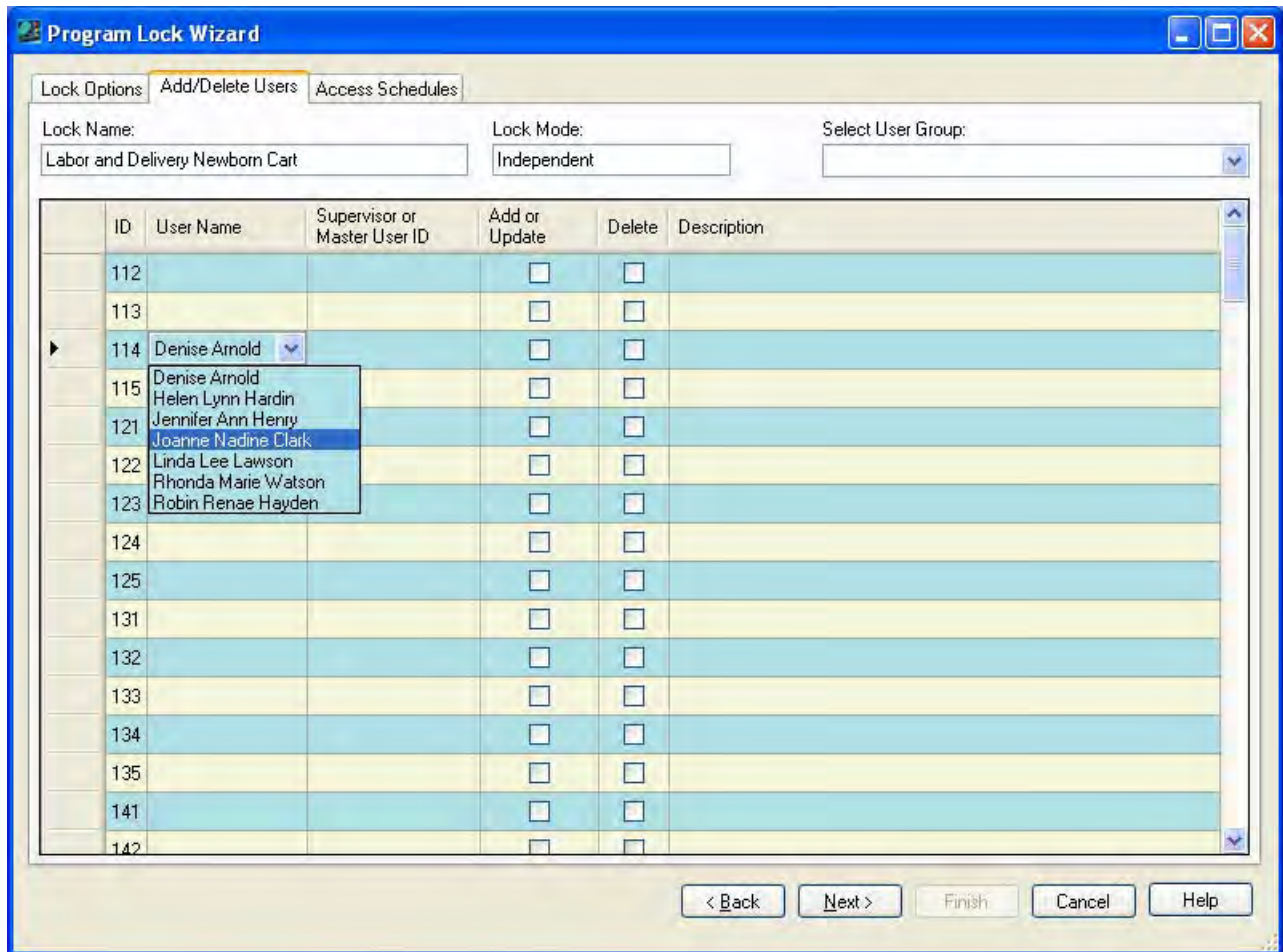 Program Lock Wizard
Lock Options Add/Delete Users Access Schedules
Lock Name: Lock Mode: Select User Group:
Labor and Delivery Newborn Cart Independent
ID User Name Supervisor or Master User ID Add or Update Delete Description
112
113
114 Denise Arnold
Denise Arnold
115
Helen Lynn Hardin
Jennifer Ann Henry
121
Joanne Nadine Clark
122 Linda Lee Lawson
Rhonda Marie Watson
123 Robin Renae Hayden
124
125
131
132
133
134
135
141
142
< Back Next > Finish Cancel Help